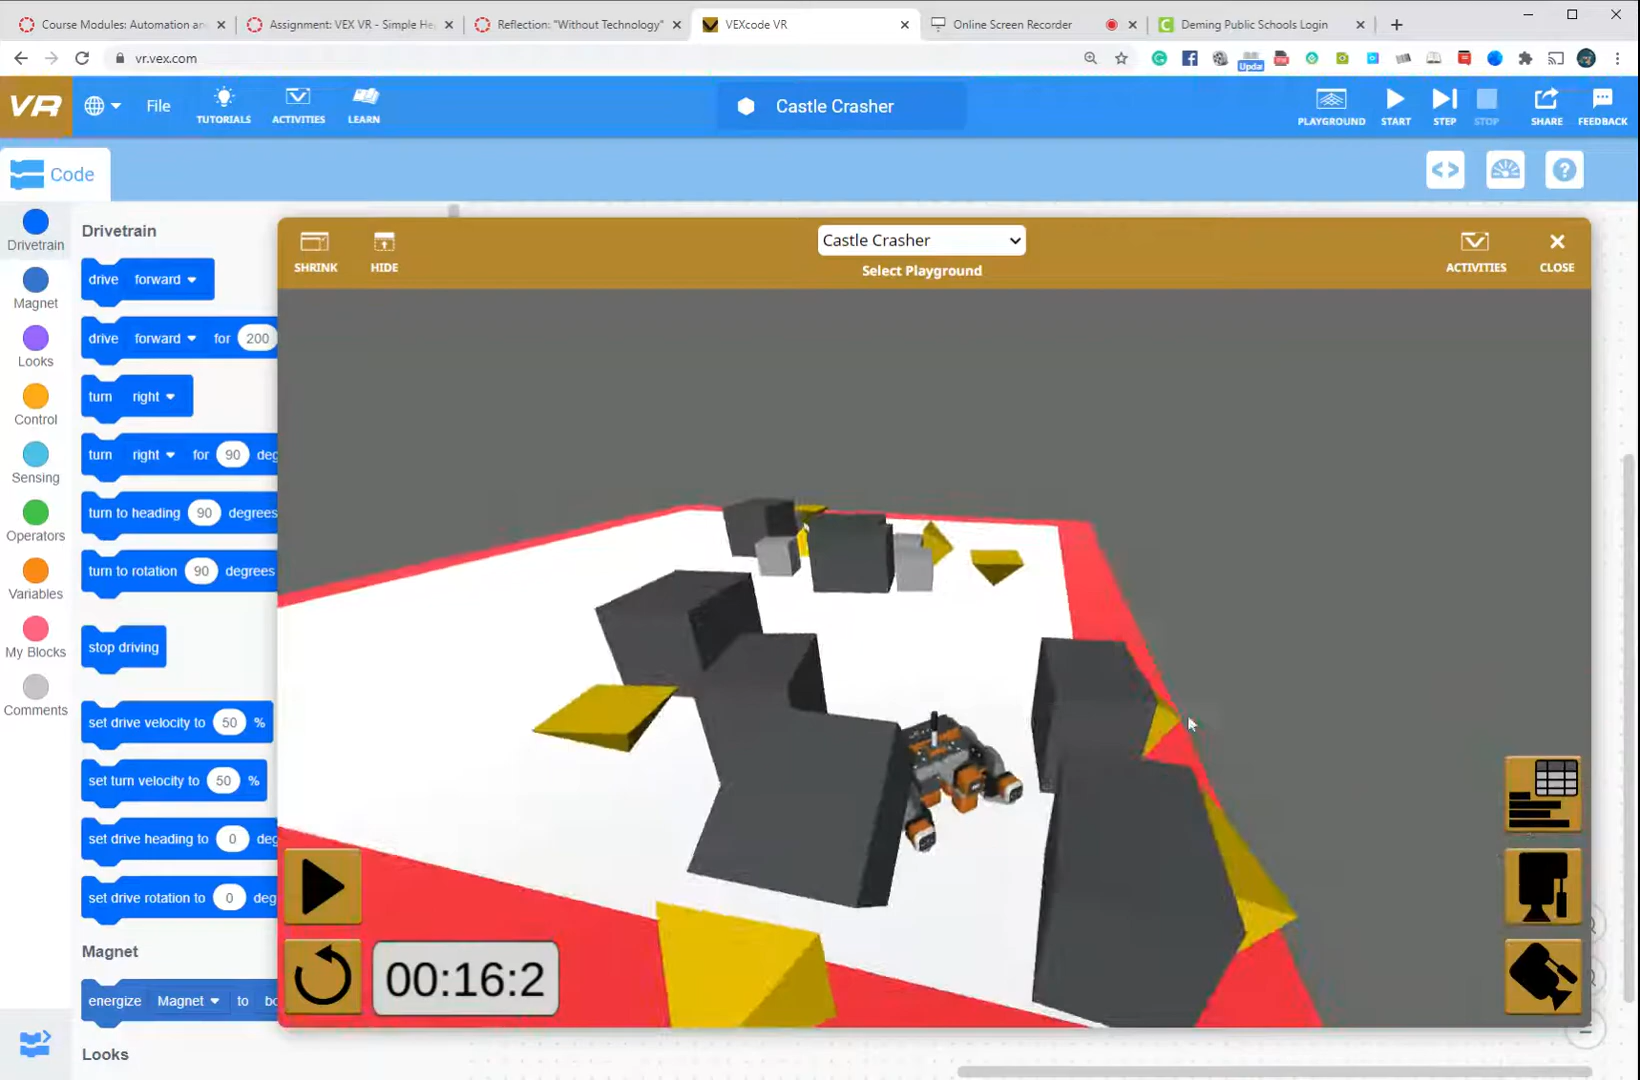 Course Modules: Automation and
Assignment: VEX VR - Simple He
Reflection: "Without Technology"
VEXcode VR
Online Screen Recorder
Deming Public Schools Login
vr.vex.com
Upda
VR
File
TUTORIALS
ACTIVITIES
LEARN
Castle Crasher
PLAYGROUND
START
STEP
STOP
SHARE
FEEDBACK
Code
Drivetrain
Magnet
Looks
Control
Sensing
Operators
Variables
My Blocks
Comments
Drivetrain
drive forward
drive forward for 200
turn right
turn right for 90 deg
turn to heading 90 degrees
turn to rotation 90 degrees
stop driving
set drive velocity to 50 %
set turn velocity to 50 %
set drive heading to 0 deg
set drive rotation to 0 deg
Magnet
energize Magnet to bo
Looks
SHRINK
HIDE
Castle Crasher
Select Playground
ACTIVITIES
CLOSE
00:16:2